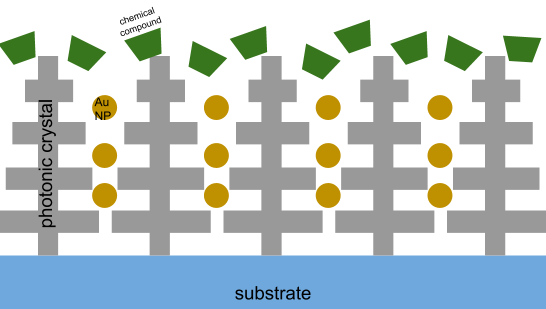 chemical
compound
Au
NP
photonic crystal
substrate